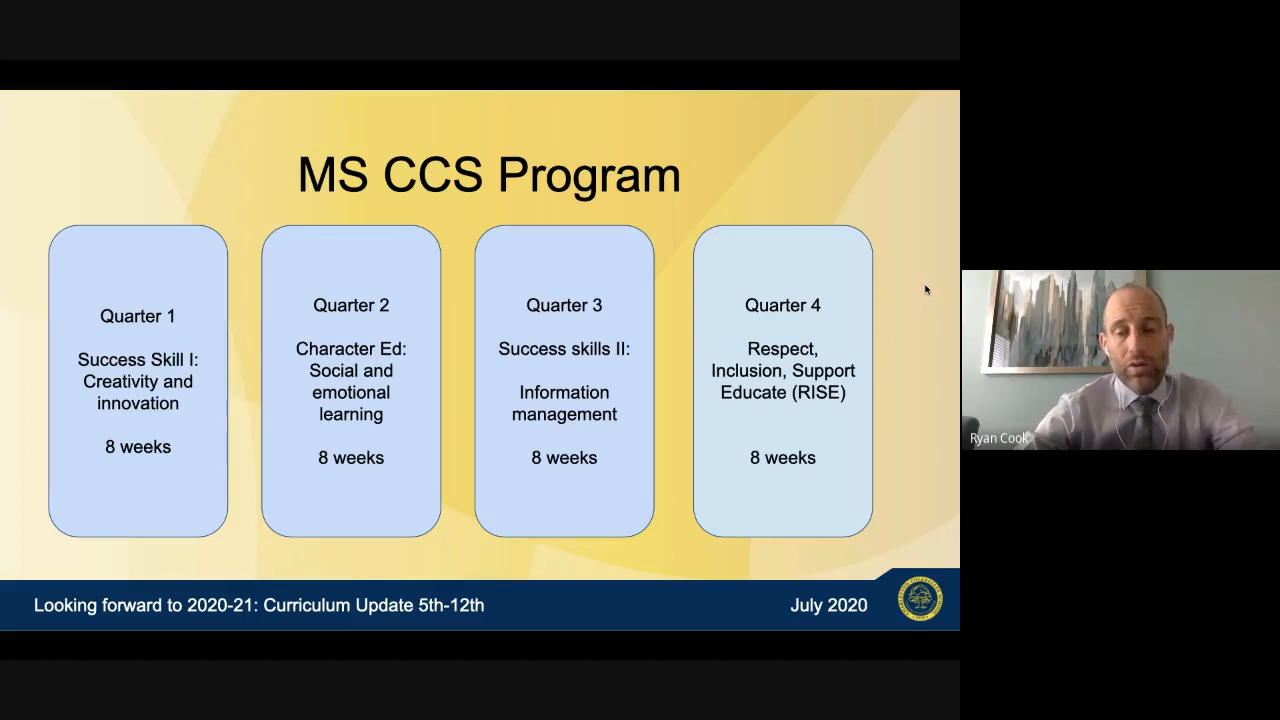 MS CCS Program
Quarter 1
Success Skill I:
Creativity and
innovation
8 weeks
Quarter 2
Character Ed:
Social and
emotional
learning
8 weeks
Quarter 3
Success skills II:
Information
management
8 weeks
Quarter 4
Respect,
Inclusion, Support
Educate (RISE)
8 weeks
Ryan Cook
Looking forward to 2020-21: Curriculum Update 5th-12th
July 2020